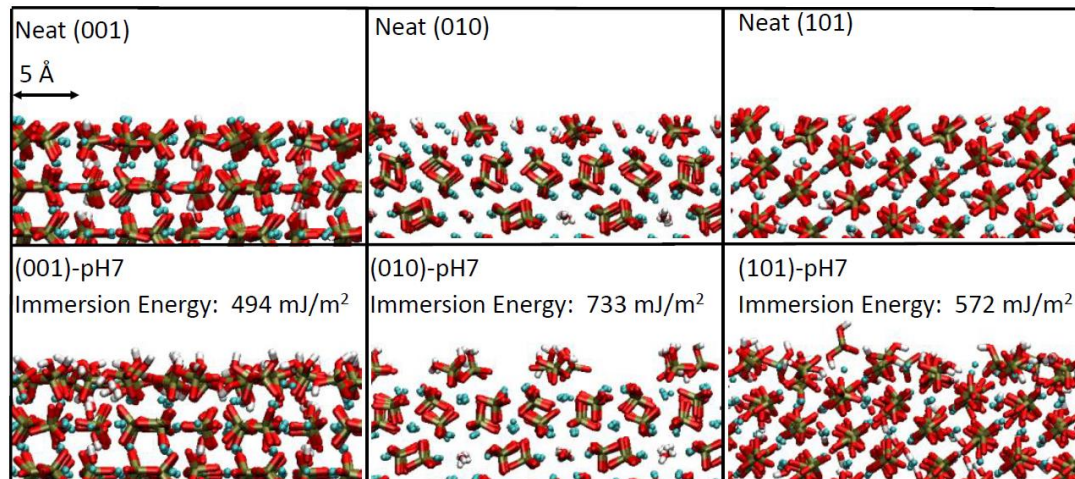 Neat (001)
5 Å
Neat (010)
Neat (101)
(001)-pH7
Immersion Energy: 494 mJ/m²
(010)-pH7
Immersion Energy: 733 mJ/m²
(101)-pH7
Immersion Energy: 572 mJ/m²